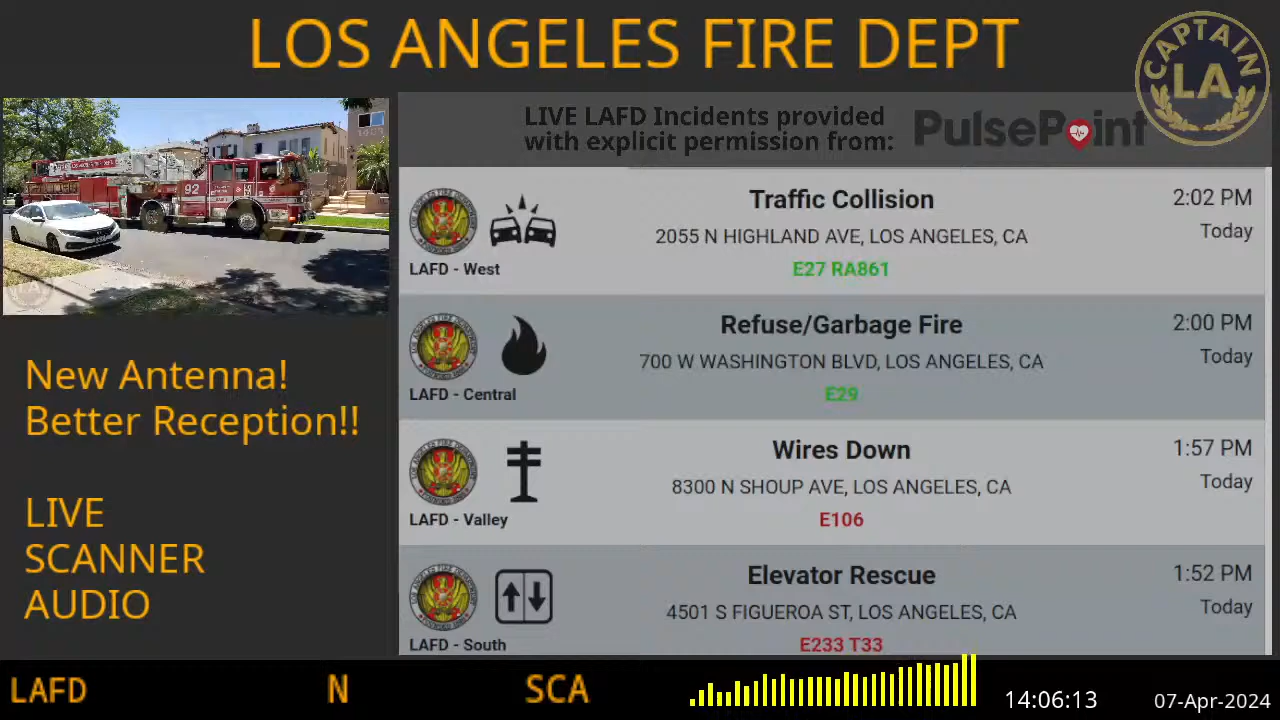 LOS ANGELES FIRE DEPT
CAPTAIN
LA
LIVE LAFD Incidents provided
with explicit permission from:
PulsePoint
92
Traffic Collision
2:02 PM
2055 N HIGHLAND AVE, LOS ANGELES, CA
Today
LAFD - West
E27 RA861
Refuse/Garbage Fire
2:00 PM
700 W WASHINGTON BLVD, LOS ANGELES, CA
Today
LAFD - Central
E29
New Antenna!
Better Reception!!
Wires Down
1:57 PM
8300 N SHOUP AVE, LOS ANGELES, CA
Today
LAFD - Valley
E106
LIVE
SCANNER
AUDIO
Elevator Rescue
1:52 PM
4501 S FIGUEROA ST, LOS ANGELES, CA
Today
LAFD - South
E233 T33
LAFD
N
SCA
14:06:13
07-Apr-2024